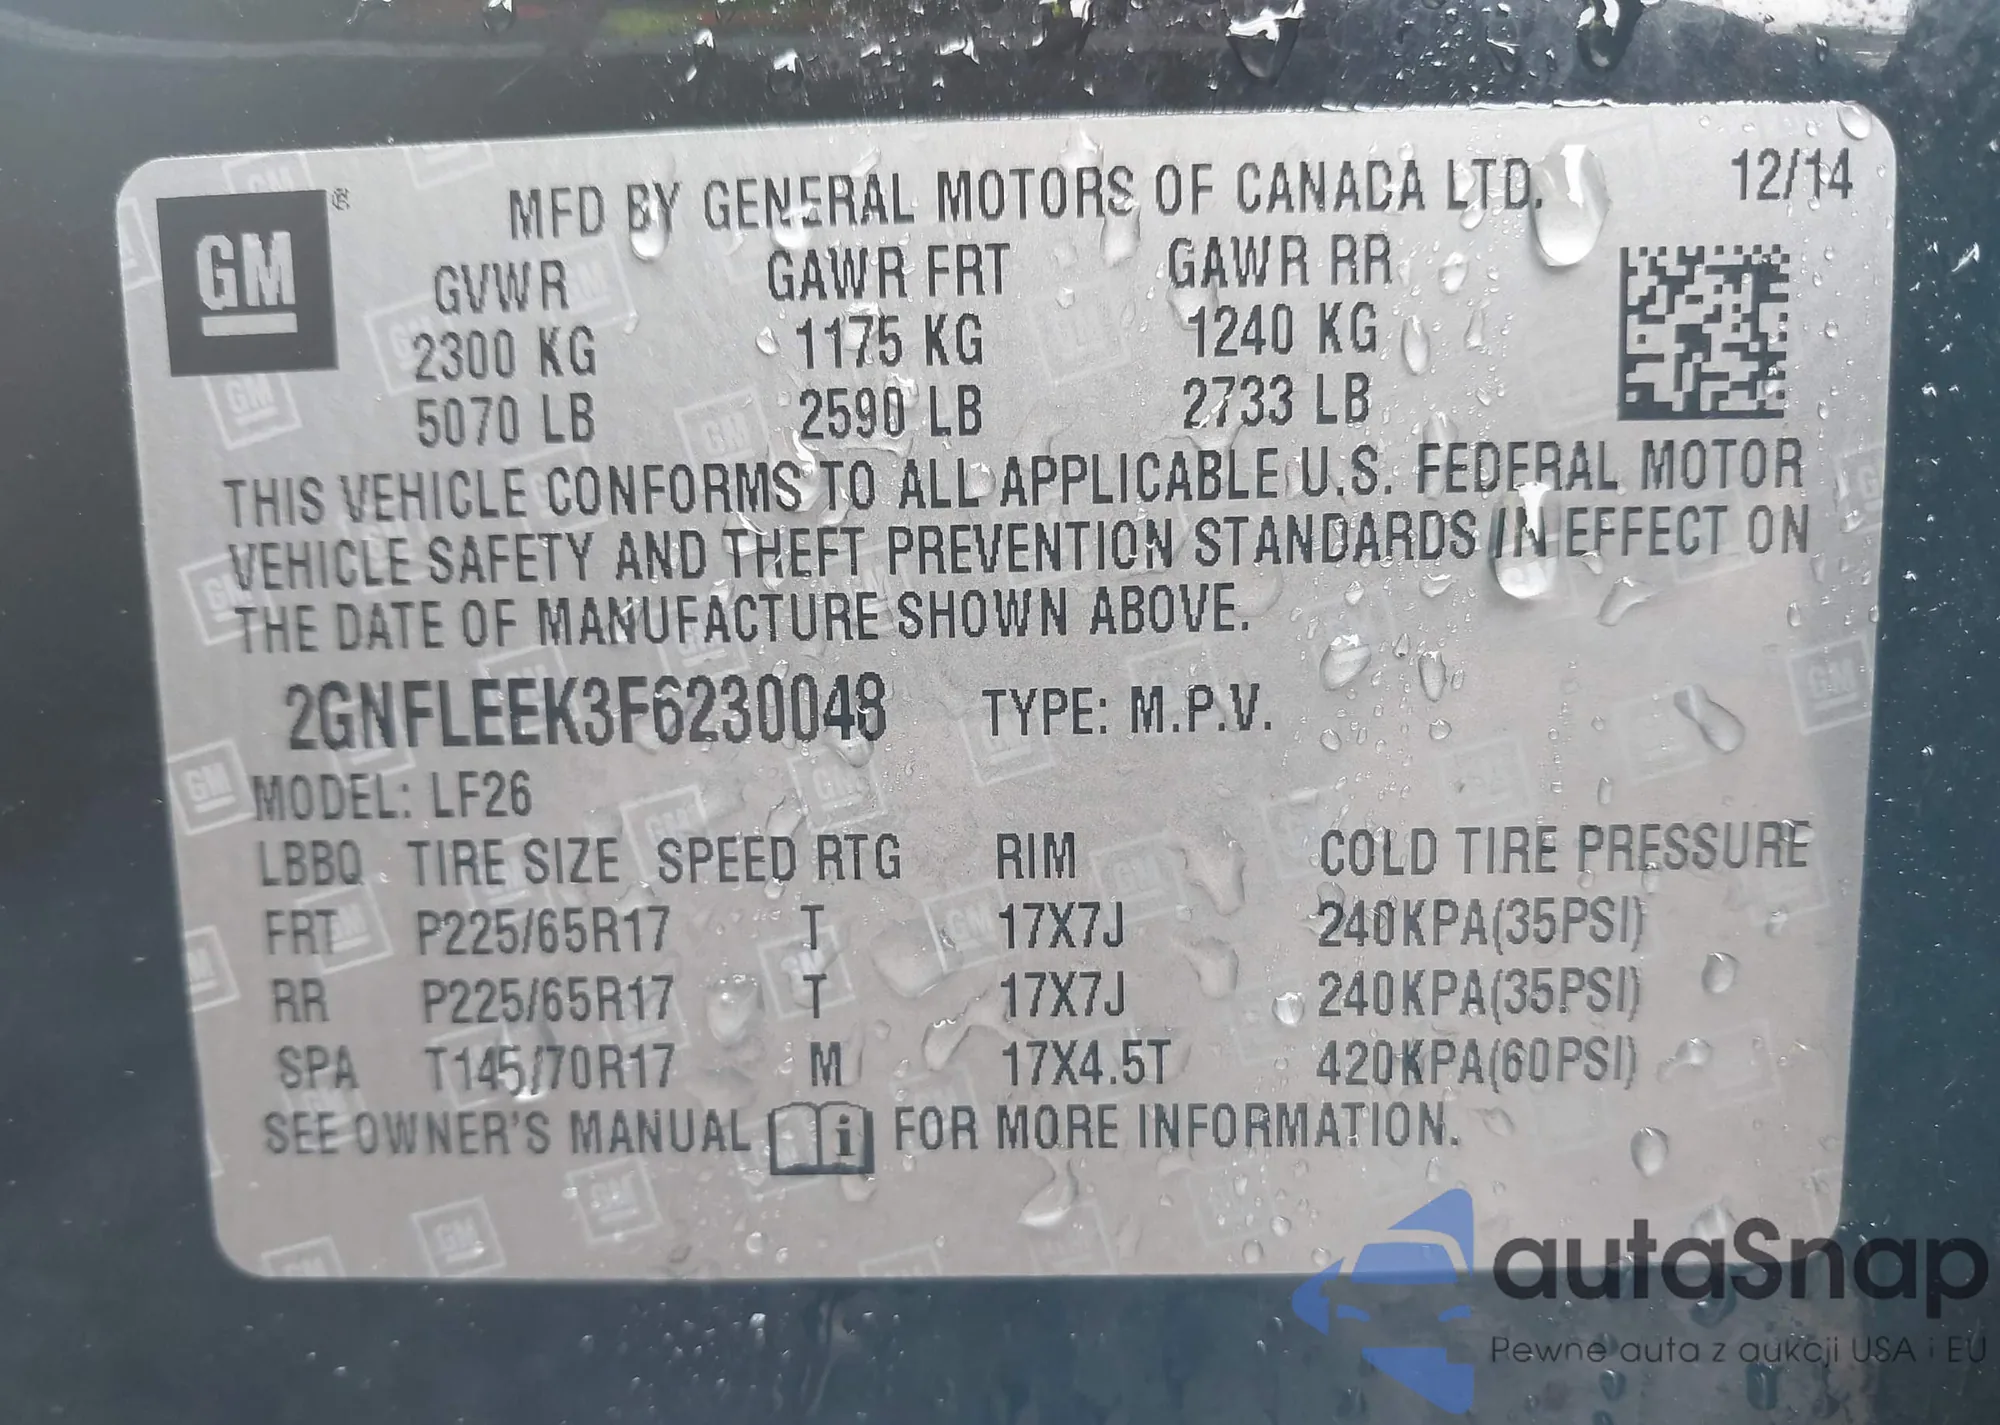 GM ®
MFD BY GENERAL MOTORS OF CANADA LTD. 12/14
GVWR GAWR FRT GAWR RR
2300 KG 1175 KG 1240 KG
5070 LB 2590 LB 2733 LB
THIS VEHICLE CONFORMS TO ALL APPLICABLE U.S. FEDERAL MOTOR
VEHICLE SAFETY AND THEFT PREVENTION STANDARDS IN EFFECT ON
THE DATE OF MANUFACTURE SHOWN ABOVE.
2GNFLEEK3F6230048 TYPE: M.P.V.
MODEL: LF26
LBBQ TIRE SIZE SPEED RTG RIM COLD TIRE PRESSURE
FRT P225/65R17 T 17X7J 240KPA(35PSI)
RR P225/65R17 T 17X7J 240KPA(35PSI)
SPA T145/70R17 M 17X4.5T 420KPA(60PSI)
SEE OWNER'S MANUAL i FOR MORE INFORMATION.
autaSnap
Pewne auta z aukcji USA i EU